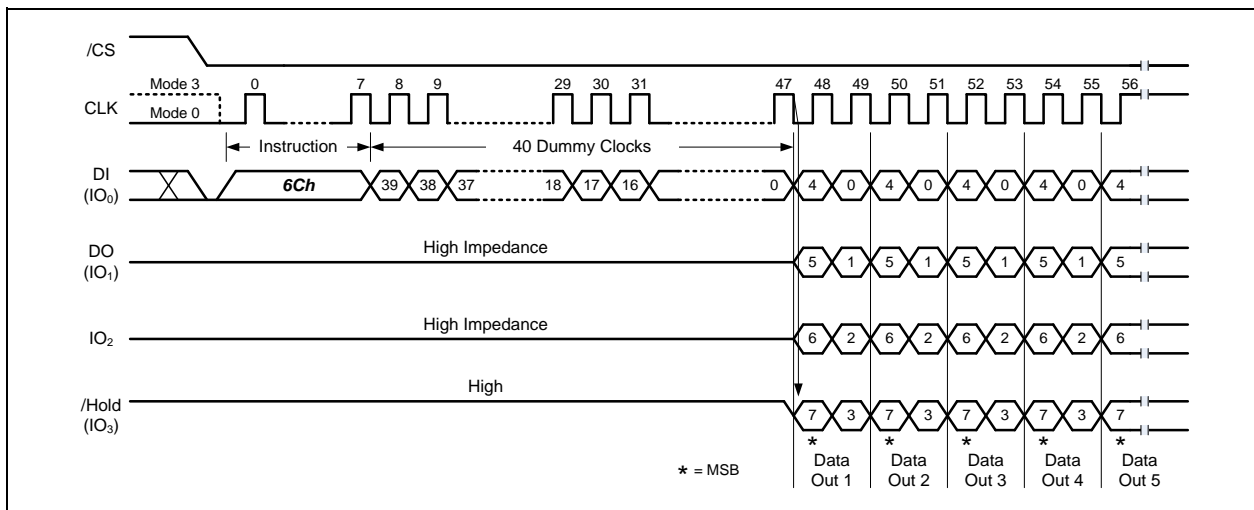 /CS
Mode 3 0 7 8 9 29 30 31 47 48 49 50 51 52 53 54 55 56
CLK
Mode 0
Instruction 40 Dummy Clocks
DI
(IO₀)
6Ch 39 38 37 18 17 16 0 4 0 4 0 4 0 4 0 4
DO
(IO₁)
High Impedance 5 1 5 1 5 1 5 1 5
IO₂
High Impedance 6 2 6 2 6 2 6 2 6
High
/Hold
(IO₃)
7 3 7 3 7 3 7 3 7
* * * * *
* = MSB
Data Out 1
Data Out 2
Data Out 3
Data Out 4
Data Out 5